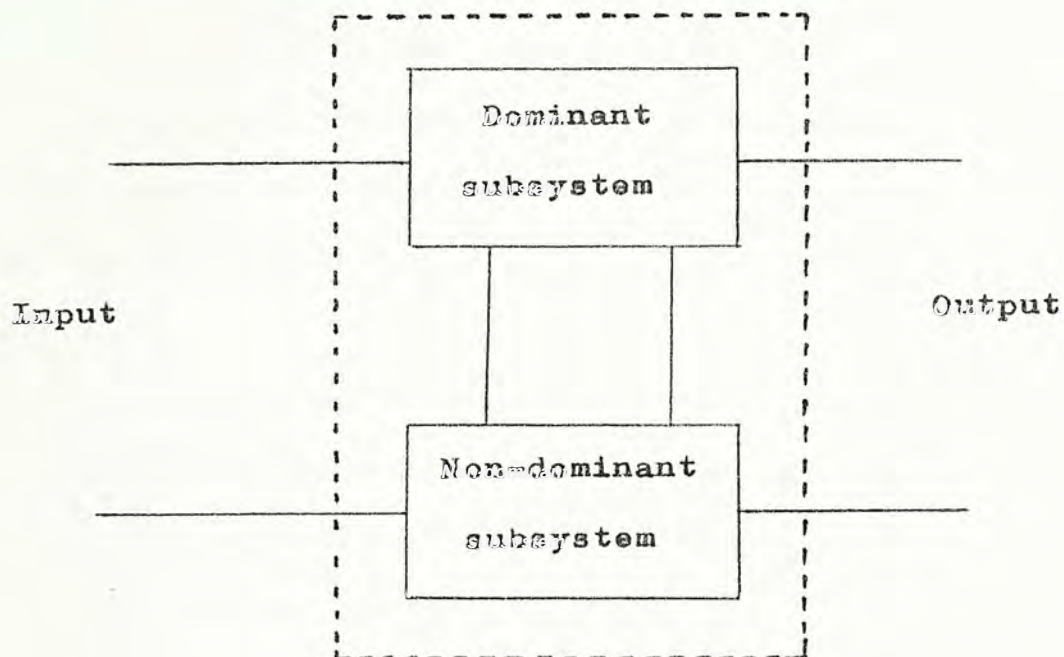 Dominant
subsystem
Input
Output
Non-dominant
subsystem